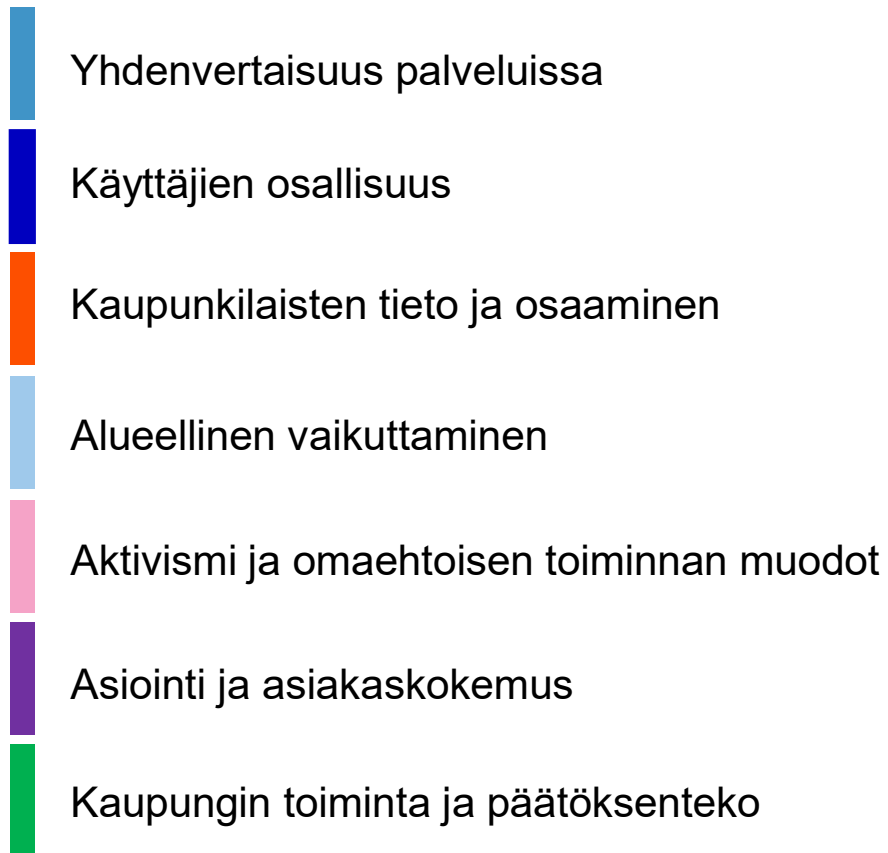 Yhdenvertaisuus palveluissa
Käyttäjien osallisuus
Kaupunkilaisten tieto ja osaaminen
Alueellinen vaikuttaminen
Aktivismi ja omaehtoisen toiminnan muodot
Asiointi ja asiakaskokemus
Kaupungin toiminta ja päätöksenteko